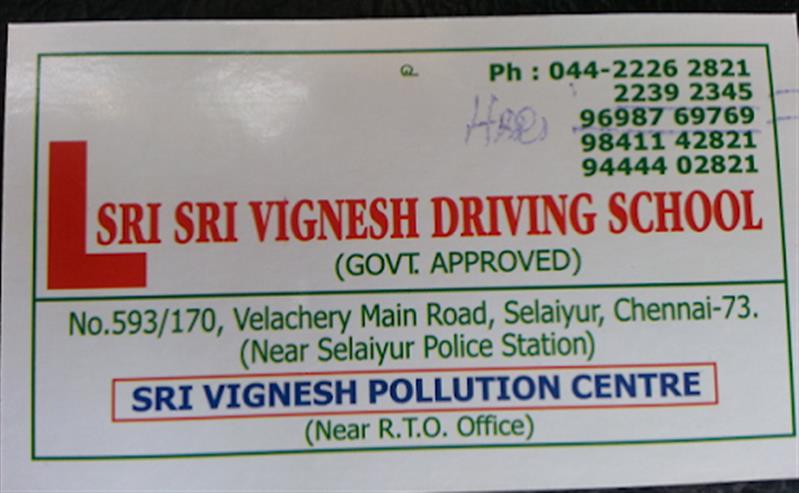 உ
Ph : 044-2226 2821
2239 2345
96987 69769
98411 42821
94444 02821
L
SRI SRI VIGNESH DRIVING SCHOOL
(GOVT. APPROVED)
No.593/170, Velachery Main Road, Selaiyur, Chennai-73.
(Near Selaiyur Police Station)
SRI VIGNESH POLLUTION CENTRE
(Near R.T.O. Office)